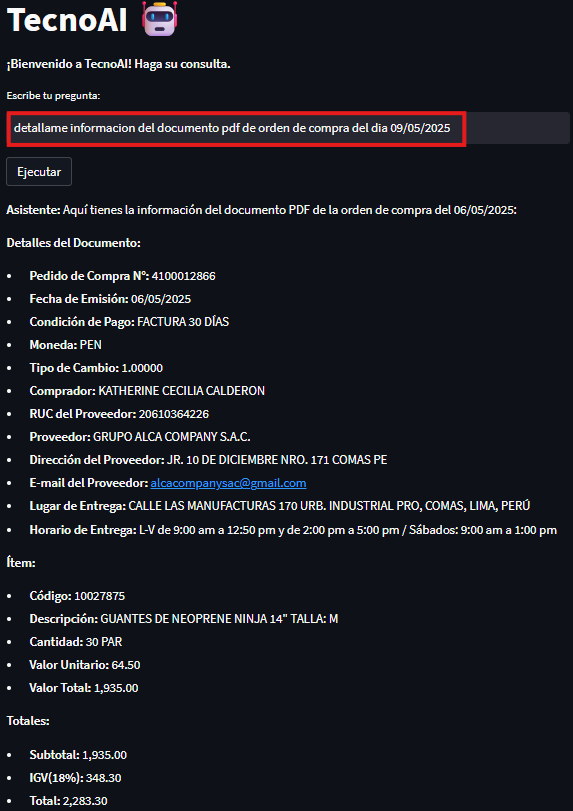 TecnoAI
¡Bienvenido a TecnoAI! Haga su consulta.
Escribe tu pregunta:
detallame informacion del documento pdf de orden de compra del dia 09/05/2025
Ejecutar
Asistente: Aquí tienes la información del documento PDF de la orden de compra del 06/05/2025:
Detalles del Documento:
• Pedido de Compra N°: 4100012866
• Fecha de Emisión: 06/05/2025
• Condición de Pago: FACTURA 30 DÍAS
• Moneda: PEN
• Tipo de Cambio: 1.00000
• Comprador: KATHERINE CECILIA CALDERON
• RUC del Proveedor: 20610364226
• Proveedor: GRUPO ALCA COMPANY S.A.C.
• Dirección del Proveedor: JR. 10 DE DICIEMBRE NRO. 171 COMAS PE
• E-mail del Proveedor: alcacompanysac@gmail.com
• Lugar de Entrega: CALLE LAS MANUFACTURAS 170 URB. INDUSTRIAL PRO, COMAS, LIMA, PERÚ
• Horario de Entrega: L-V de 9:00 am a 12:50 pm y de 2:00 pm a 5:00 pm / Sábados: 9:00 am a 1:00 pm
Ítem:
• Código: 10027875
• Descripción: GUANTES DE NEOPRENE NINJA 14" TALLA: M
• Cantidad: 30 PAR
• Valor Unitario: 64.50
• Valor Total: 1,935.00
Totales:
• Subtotal: 1,935.00
• IGV(18%): 348.30
• Total: 2,283.30